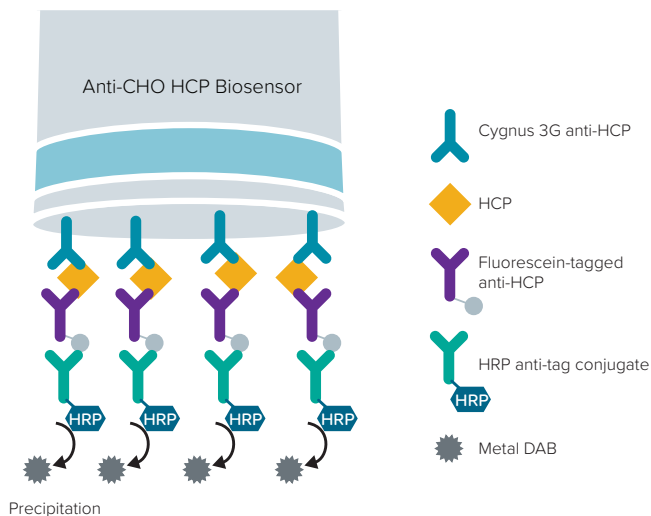 Anti-CHO HCP Biosensor
Cygnus 3G anti-HCP
HCP
Fluorescein-tagged
anti-HCP
HRP anti-tag conjugate
HRP
HRP
HRP
HRP
HRP
Metal DAB
Precipitation